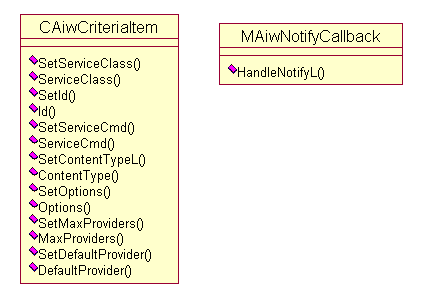 CAiwCriteriaItem
SetServiceClass()
ServiceClass()
SetId()
Id()
SetServiceCmd()
ServiceCmd()
SetContentTypeL()
ContentType()
SetOptions()
Options()
SetMaxProviders()
MaxProviders()
SetDefaultProvider()
DefaultProvider()
MAiwNotifyCallback
HandleNotifyL()